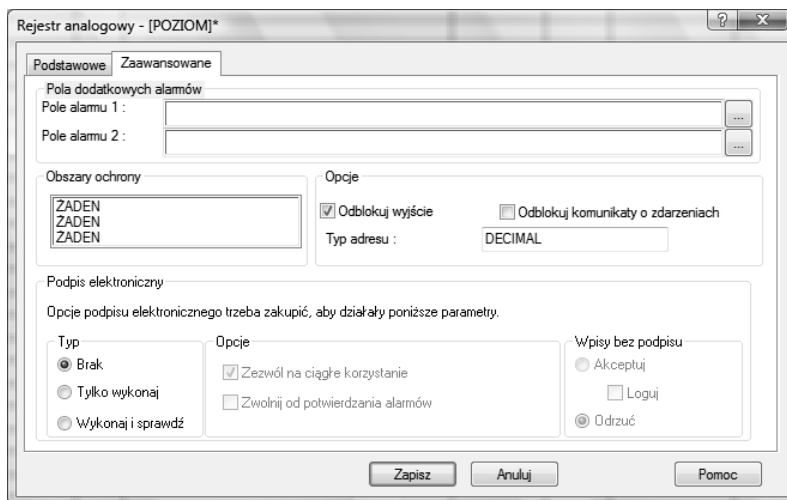 Rejestr analogowy - [POZIOM]*
Podstawowe Zaawansowane
Pola dodatkowych alarmów
Pole alarmu 1 : ...
Pole alarmu 2 : ...
Obszary ochrony
ŻADEN
ŻADEN
ŻADEN
Opcje
Odblokuj wyjście Odblokuj komunikaty o zdarzeniach
Typ adresu : DECIMAL
Podpis elektroniczny
Opcje podpisu elektronicznego trzeba zakupić, aby działały poniższe parametry.
Typ
Brak
Tylko wykonaj
Wykonaj i sprawdź
Opcje
Zezwól na ciągłe korzystanie
Zwolnij od potwierdzania alarmów
Wpisy bez podpisu
Akceptuj
Loguj
Odrzuć
Zapisz Anuluj Pomoc